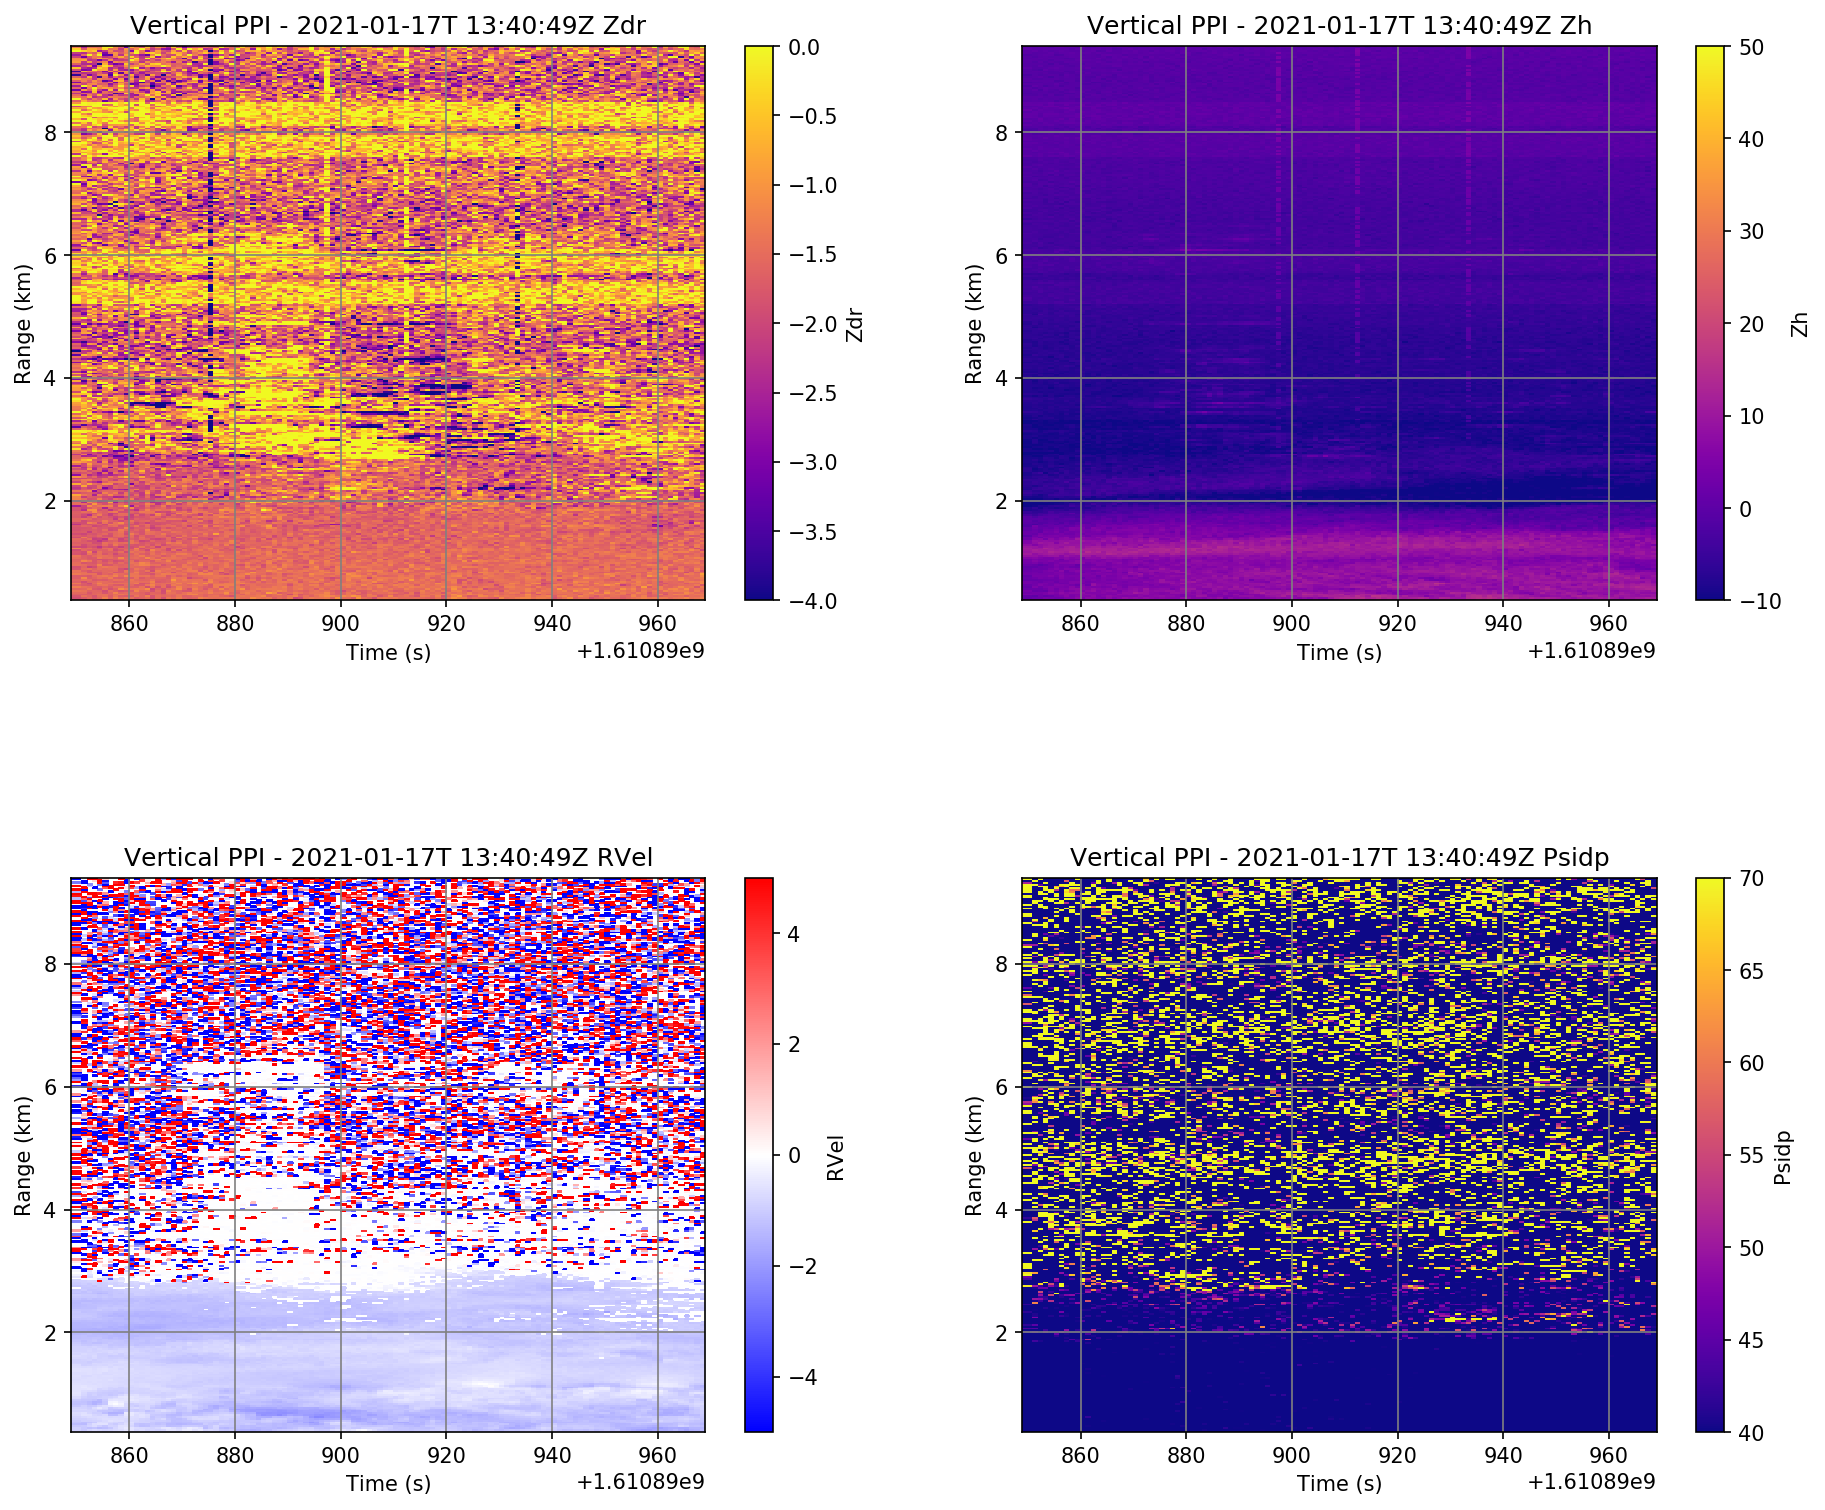 Vertical PPI - 2021-01-17T 13:40:49Z Zdr
Range (km)
8
6
4
2
860 880 900 920 940 960
Time (s)
+1.61089e9
0.0
−0.5
−1.0
−1.5
−2.0
−2.5
−3.0
−3.5
−4.0
Zdr
Vertical PPI - 2021-01-17T 13:40:49Z Zh
Range (km)
8
6
4
2
860 880 900 920 940 960
Time (s)
+1.61089e9
50
40
30
20
10
0
−10
Zh
Vertical PPI - 2021-01-17T 13:40:49Z RVel
Range (km)
8
6
4
2
860 880 900 920 940 960
Time (s)
+1.61089e9
4
2
0
−2
−4
RVel
Vertical PPI - 2021-01-17T 13:40:49Z Psidp
Range (km)
8
6
4
2
860 880 900 920 940 960
Time (s)
+1.61089e9
70
65
60
55
50
45
40
Psidp